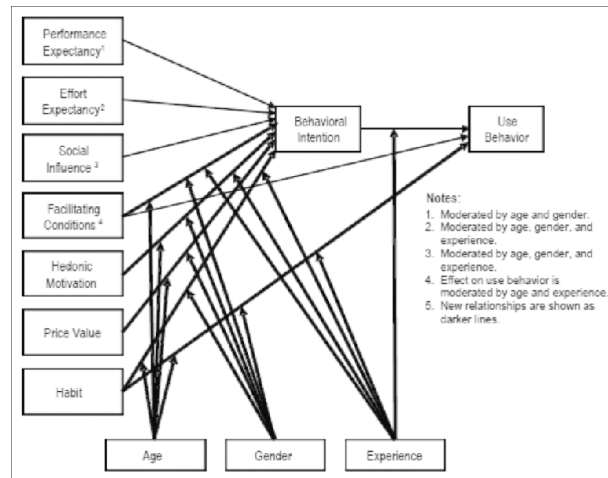 Performance
Expectancy¹
Effort
Expectancy²
Social
Influence ³
Facilitating
Conditions ⁴
Hedonic
Motivation
Price Value
Habit
Behavioral
Intention
Use
Behavior
Notes:
1. Moderated by age and gender.
2. Moderated by age, gender, and
experience.
3. Moderated by age, gender, and
experience.
4. Effect on use behavior is
moderated by age and experience.
5. New relationships are shown as
darker lines.
Age
Gender
Experience